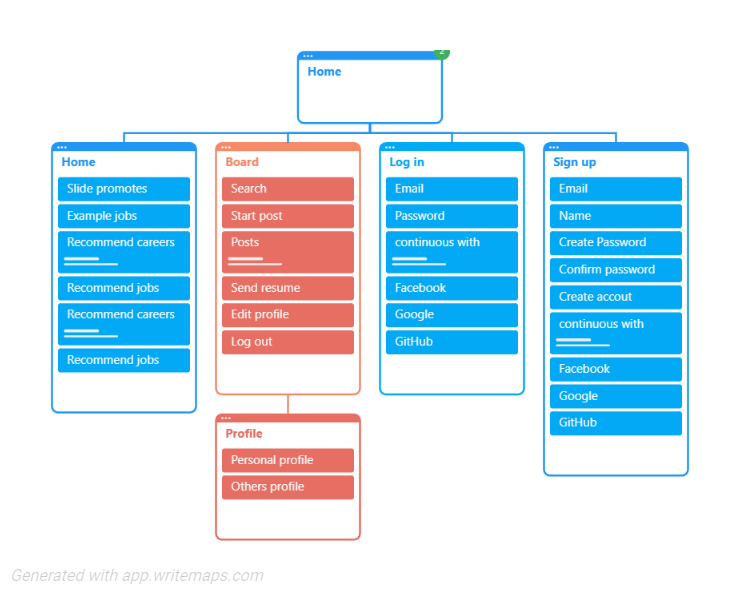 2
Home
Home
Slide promotes
Example jobs
Recommend careers
Recommend jobs
Recommend careers
Recommend jobs
Board
Search
Start post
Posts
Send resume
Edit profile
Log out
Profile
Personal profile
Others profile
Log in
Email
Password
continuous with
Facebook
Google
GitHub
Sign up
Email
Name
Create Password
Confirm password
Create accout
continuous with
Facebook
Google
GitHub
Generated with app.writemaps.com